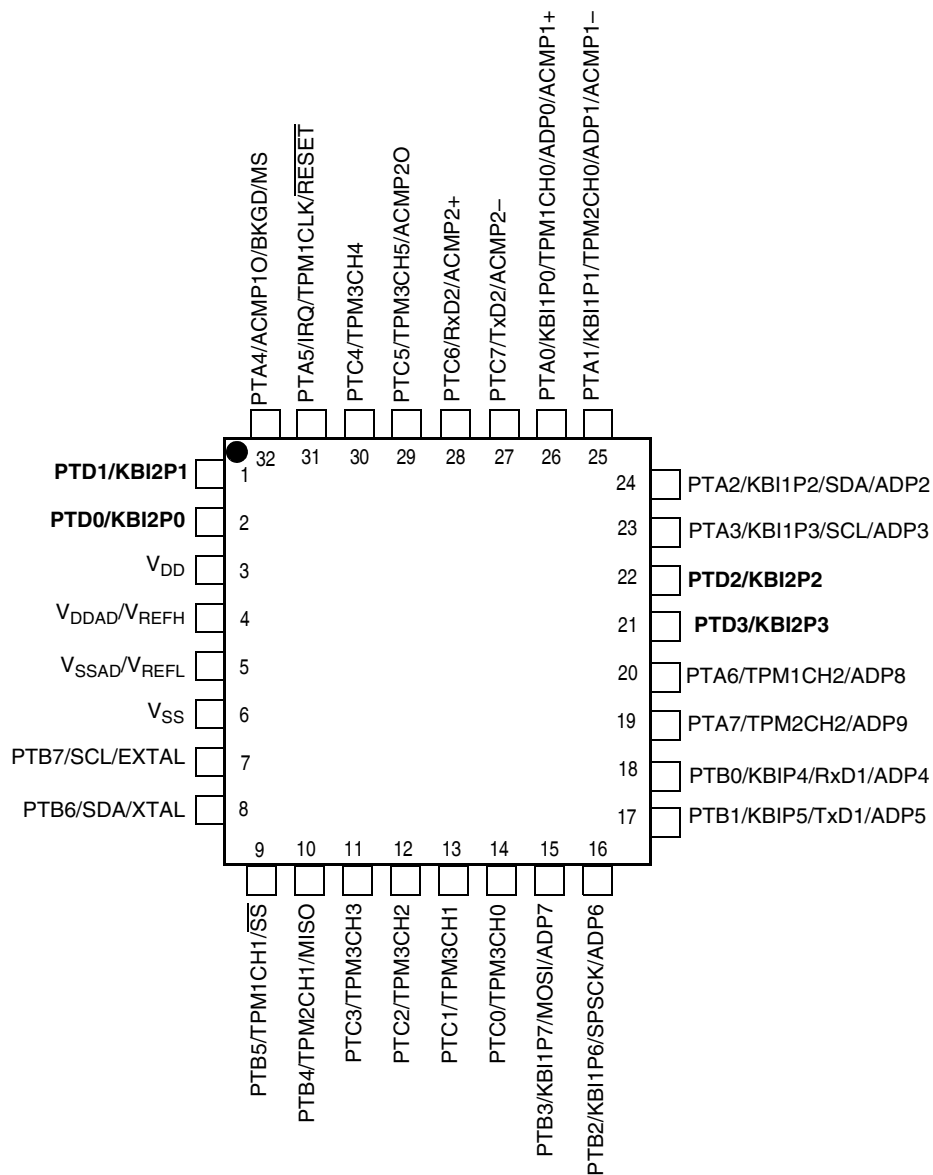 PTA4/ACMP1O/BKGD/MS
PTA5/IRQ/TPM1CLK/RESET
PTC4/TPM3CH4
PTC5/TPM3CH5/ACMP2O
PTC6/RxD2/ACMP2+
PTC7/TxD2/ACMP2–
PTA0/KBI1P0/TPM1CH0/ADP0/ACMP1+
PTA1/KBI1P1/TPM2CH0/ADP1/ACMP1–
32 31 30 29 28 27 26 25
PTD1/KBI2P1 1
PTD0/KBI2P0 2
VDD 3
VDDAD/VREFH 4
VSSAD/VREFL 5
VSS 6
PTB7/SCL/EXTAL 7
PTB6/SDA/XTAL 8
24 PTA2/KBI1P2/SDA/ADP2
23 PTA3/KBI1P3/SCL/ADP3
22 PTD2/KBI2P2
21 PTD3/KBI2P3
20 PTA6/TPM1CH2/ADP8
19 PTA7/TPM2CH2/ADP9
18 PTB0/KBIP4/RxD1/ADP4
17 PTB1/KBIP5/TxD1/ADP5
9 10 11 12 13 14 15 16
PTB5/TPM1CH1/SS
PTB4/TPM2CH1/MISO
PTC3/TPM3CH3
PTC2/TPM3CH2
PTC1/TPM3CH1
PTC0/TPM3CH0
PTB3/KBI1P7/MOSI/ADP7
PTB2/KBI1P6/SPSCK/ADP6